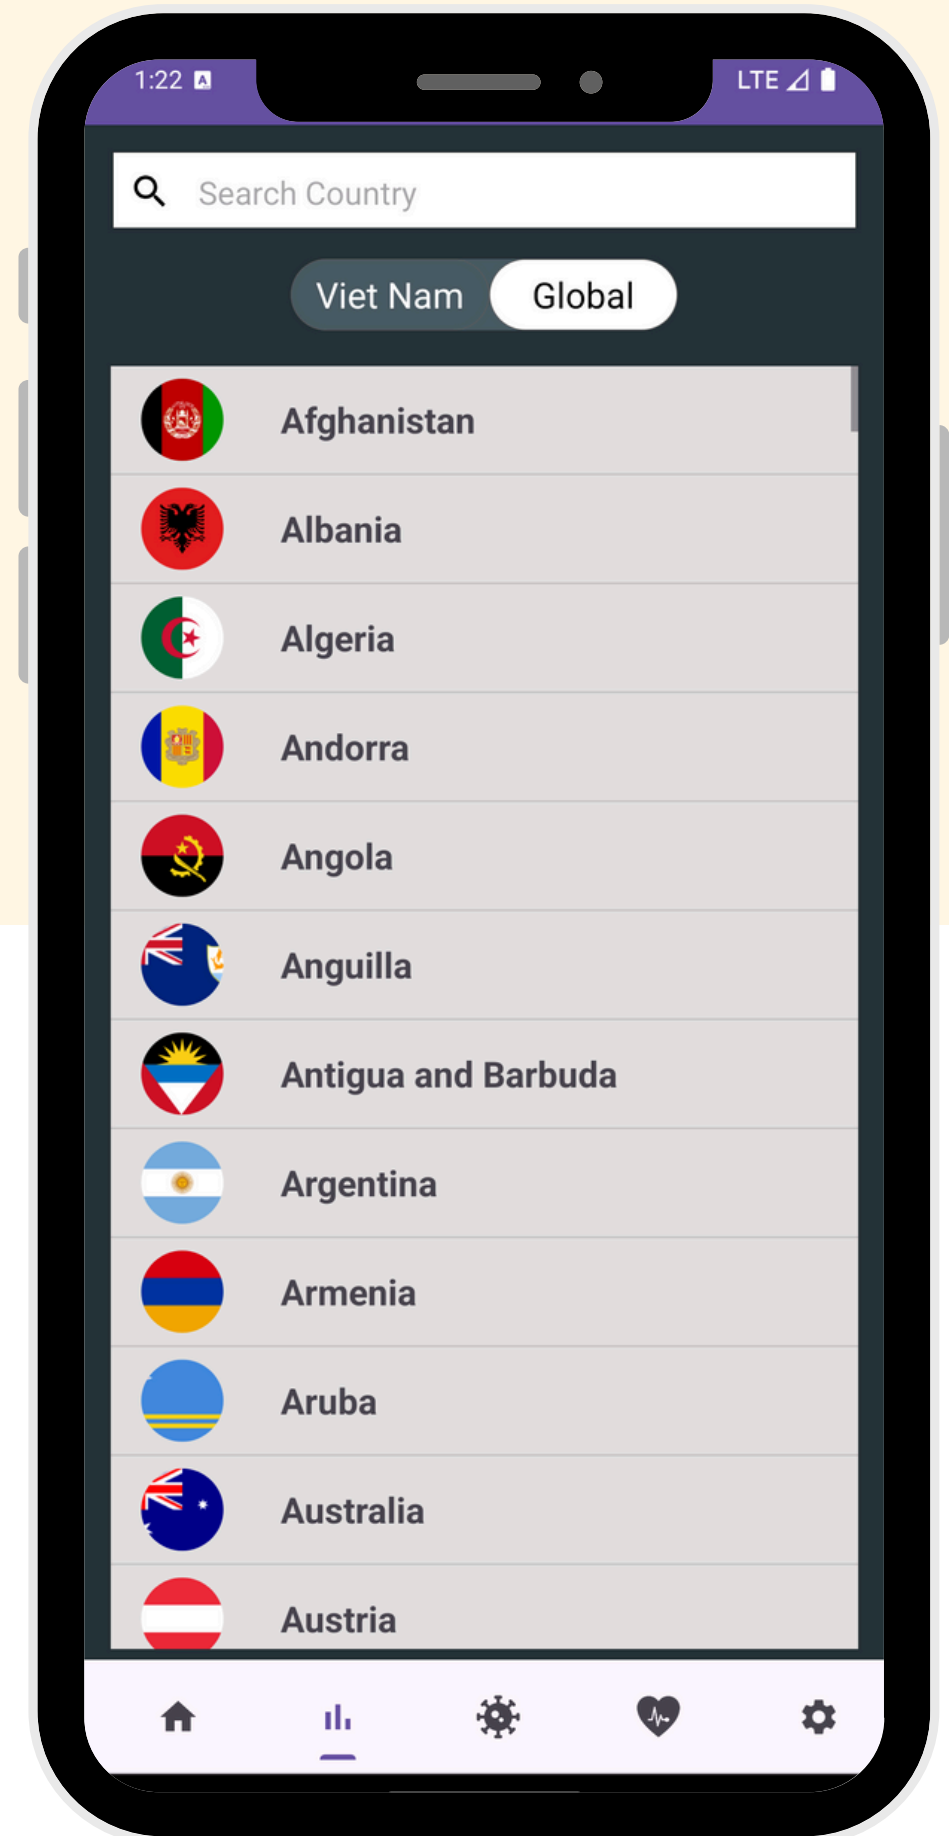 1:22 A LTE
Search Country
Viet Nam Global
Afghanistan
Albania
Algeria
Andorra
Angola
Anguilla
Antigua and Barbuda
Argentina
Armenia
Aruba
Australia
Austria